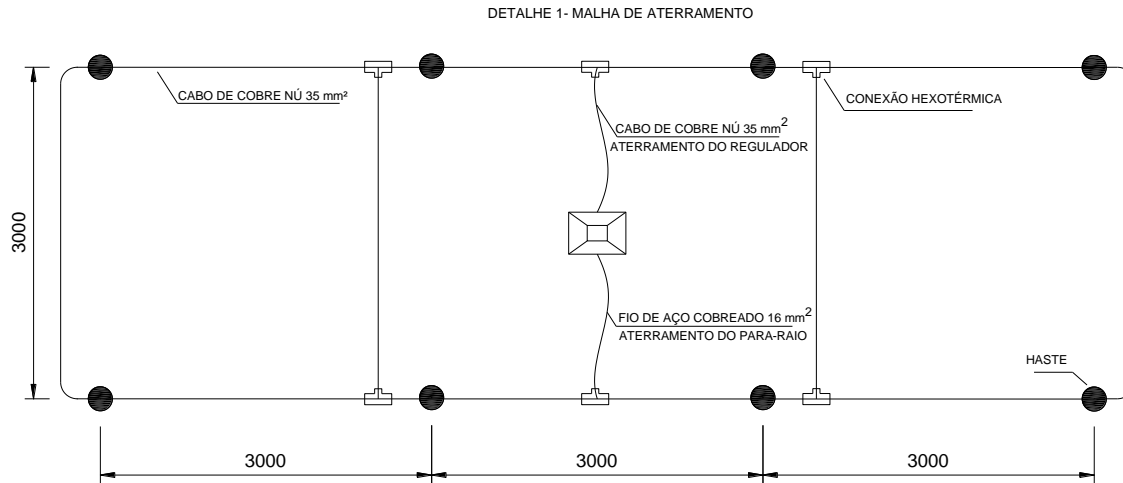 DETALHE 1- MALHA DE ATERRAMENTO
CABO DE COBRE NÚ 35 mm²
CONEXÃO HEXOTÉRMICA
CABO DE COBRE NÚ 35 mm²
ATERRAMENTO DO REGULADOR
3000
FIO DE AÇO COBREADO 16 mm²
ATERRAMENTO DO PARA-RAIO
HASTE
3000
3000
3000